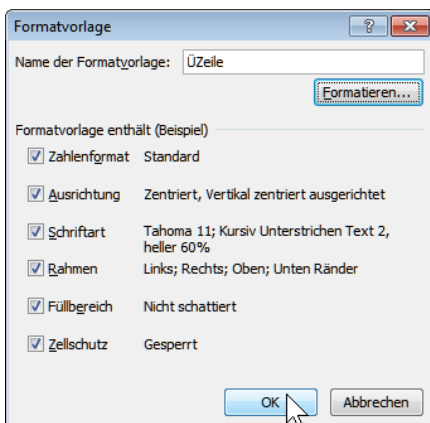 Formatvorlage
Name der Formatvorlage: ÜZeile
Formatieren...
Formatvorlage enthält (Beispiel)
Zahlenformat Standard
Ausrichtung Zentriert, Vertikal zentriert ausgerichtet
Schriftart Tahoma 11; Kursiv Unterstrichen Text 2,
heller 60%
Rahmen Links; Rechts; Oben; Unten Ränder
Füllbereich Nicht schattiert
Zellschutz Gesperrt
OK Abbrechen